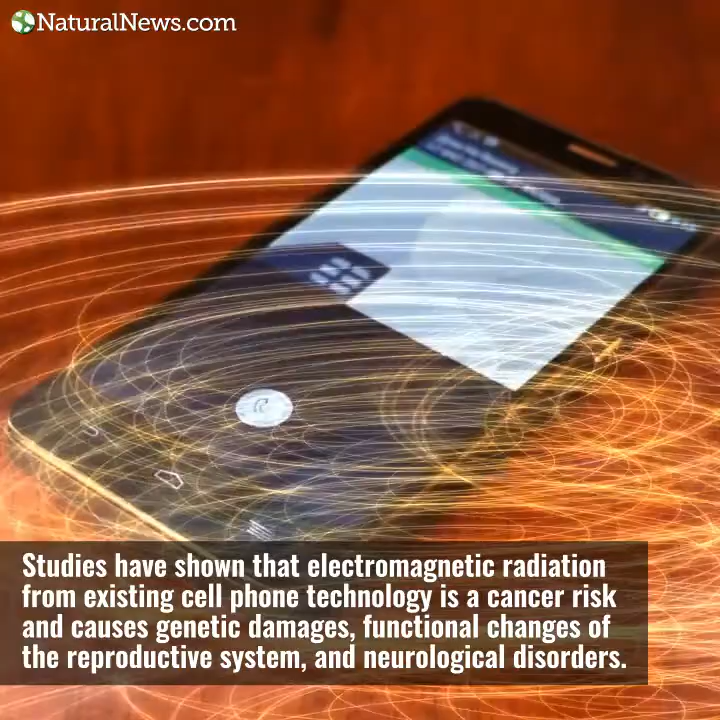 NaturalNews.com
Studies have shown that electromagnetic radiation
from existing cell phone technology is a cancer risk
and causes genetic damages, functional changes of
the reproductive system, and neurological disorders.